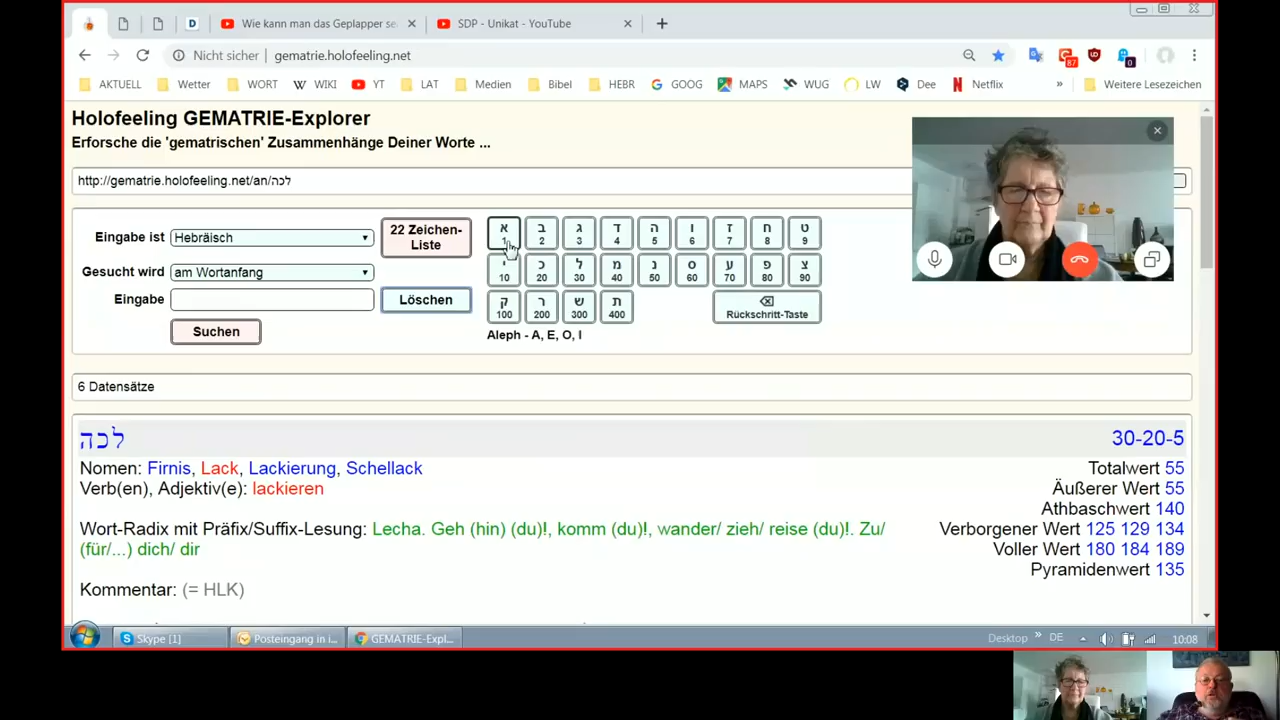 Wie kann man das Geplapper se
SDP - Unikat - YouTube
Nicht sicher | gematrie.holofeeling.net
87
0
AKTUELL Wetter WORT WIKI YT LAT Medien Bibel HEBR GOOG MAPS WUG LW Dee Netflix » Weitere Lesezeichen
Holofeeling GEMATRIE-Explorer
Erforsche die 'gematrischen' Zusammenhänge Deiner Worte ...
http://gematrie.holofeeling.net/an/לכה
Eingabe ist Hebräisch
22 Zeichen-
Liste
Gesucht wird am Wortanfang
Eingabe
Löschen
Suchen
א ב ג ד ה ו ז ח ט
1 2 3 4 5 6 7 8 9
י כ ל מ נ ס ע פ צ
10 20 30 40 50 60 70 80 90
ק ר ש ת
100 200 300 400
Rückschritt-Taste
Aleph - A, E, O, I
6 Datensätze
לכה 30-20-5
Nomen: Firnis, Lack, Lackierung, Schellack
Verb(en), Adjektiv(e): lackieren
Wort-Radix mit Präfix/Suffix-Lesung: Lecha. Geh (hin) (du)!, komm (du)!, wander/ zieh/ reise (du)!. Zu/
(für/...) dich/ dir
Kommentar: (= HLK)
Totalwert 55
Äußerer Wert 55
Athbaschwert 140
Verborgener Wert 125 129 134
Voller Wert 180 184 189
Pyramidenwert 135
Skype [1]
Posteingang in i...
GEMATRIE-Expl...
Desktop » DE 10:08